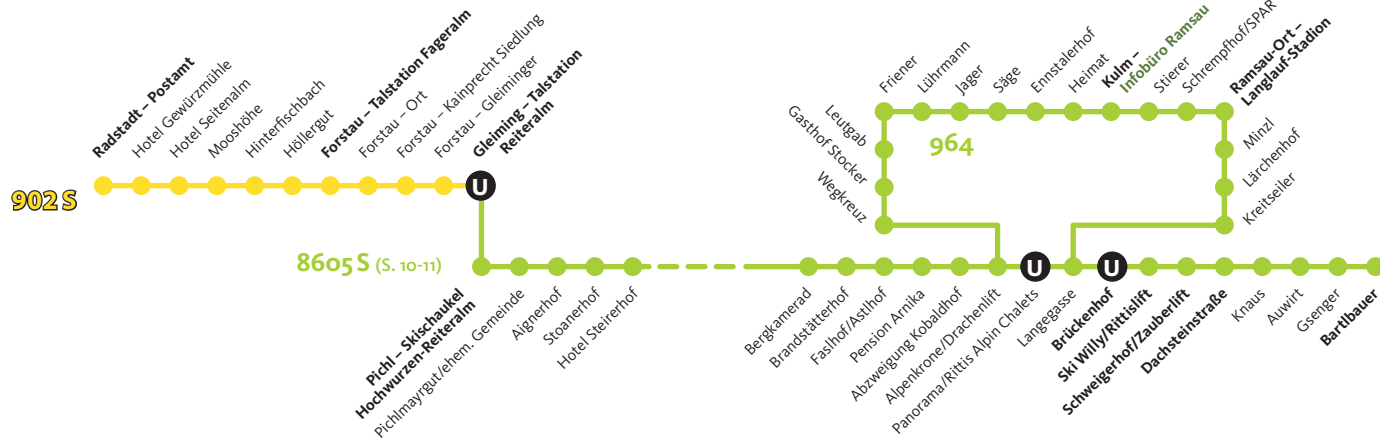 902 S
Radstadt – Postamt
Hotel Gewürzmühle
Hotel Seitenalm
Mooshöhe
Hinterfischbach
Höllergut
Forstau – Talstation Fageralm
Forstau – Ort
Forstau – Kainprecht Siedlung
Forstau – Gleiminger
Gleiming – Talstation
Reiteralm
U
8605 S (S. 10-11)
Pichl – Skischaukel
Hochwurzen-Reiteralm
Pichlmayrgut/ehem. Gemeinde
Aignerhof
Stoanerhof
Hotel Steirerhof
964
Wegkreuz
Gasthof Stocker
Leutgab
Friener
Lührmann
Jager
Säge
Ennstalerhof
Heimat
Kulm –
Infobüro Ramsau
Stierer
Schrempfhof/SPAR
Ramsau-Ort –
Langlauf-Stadion
Minzl
Lärchenhof
Kreitseiler
U
U
Bergkamerad
Brandstätterhof
Faslhof/Astlhof
Pension Arnika
Abzweigung Kobaldhof
Alpenkrone/Drachenlift
Panorama/Rittis Alpin Chalets
Langegasse
Brückenhof
Ski Willy/Rittislift
Schweigerhof/Zauberlift
Dachsteinstraße
Knaus
Auwirt
Gsenger
Bartlbauer